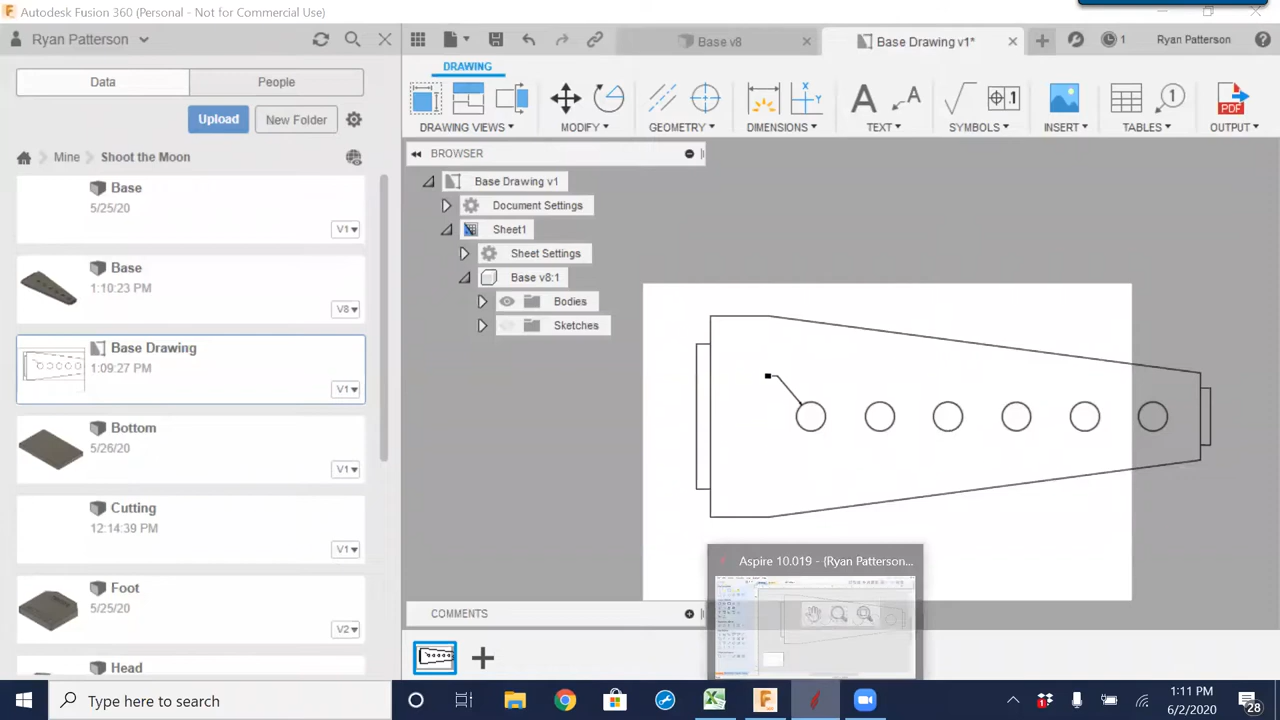 Autodesk Fusion 360 (Personal - Not for Commercial Use)
Ryan Patterson
Base v8
Base Drawing v1*
1
Ryan Patterson
Data
People
DRAWING
Upload
New Folder
DRAWING VIEWS
MODIFY
GEOMETRY
DIMENSIONS
TEXT
SYMBOLS
INSERT
TABLES
OUTPUT
Mine
Shoot the Moon
BROWSER
Base Drawing v1
Document Settings
Sheet1
Sheet Settings
Base v8:1
Bodies
Sketches
Base
5/25/20
V1
Base
1:10:23 PM
V8
Base Drawing
1:09:27 PM
V1
Bottom
5/26/20
V1
Cutting
12:14:39 PM
V1
Foot
5/25/20
V2
Head
Aspire 10.019 - {Ryan Patterson...
COMMENTS
Type here to search
1:11 PM
6/2/2020
28